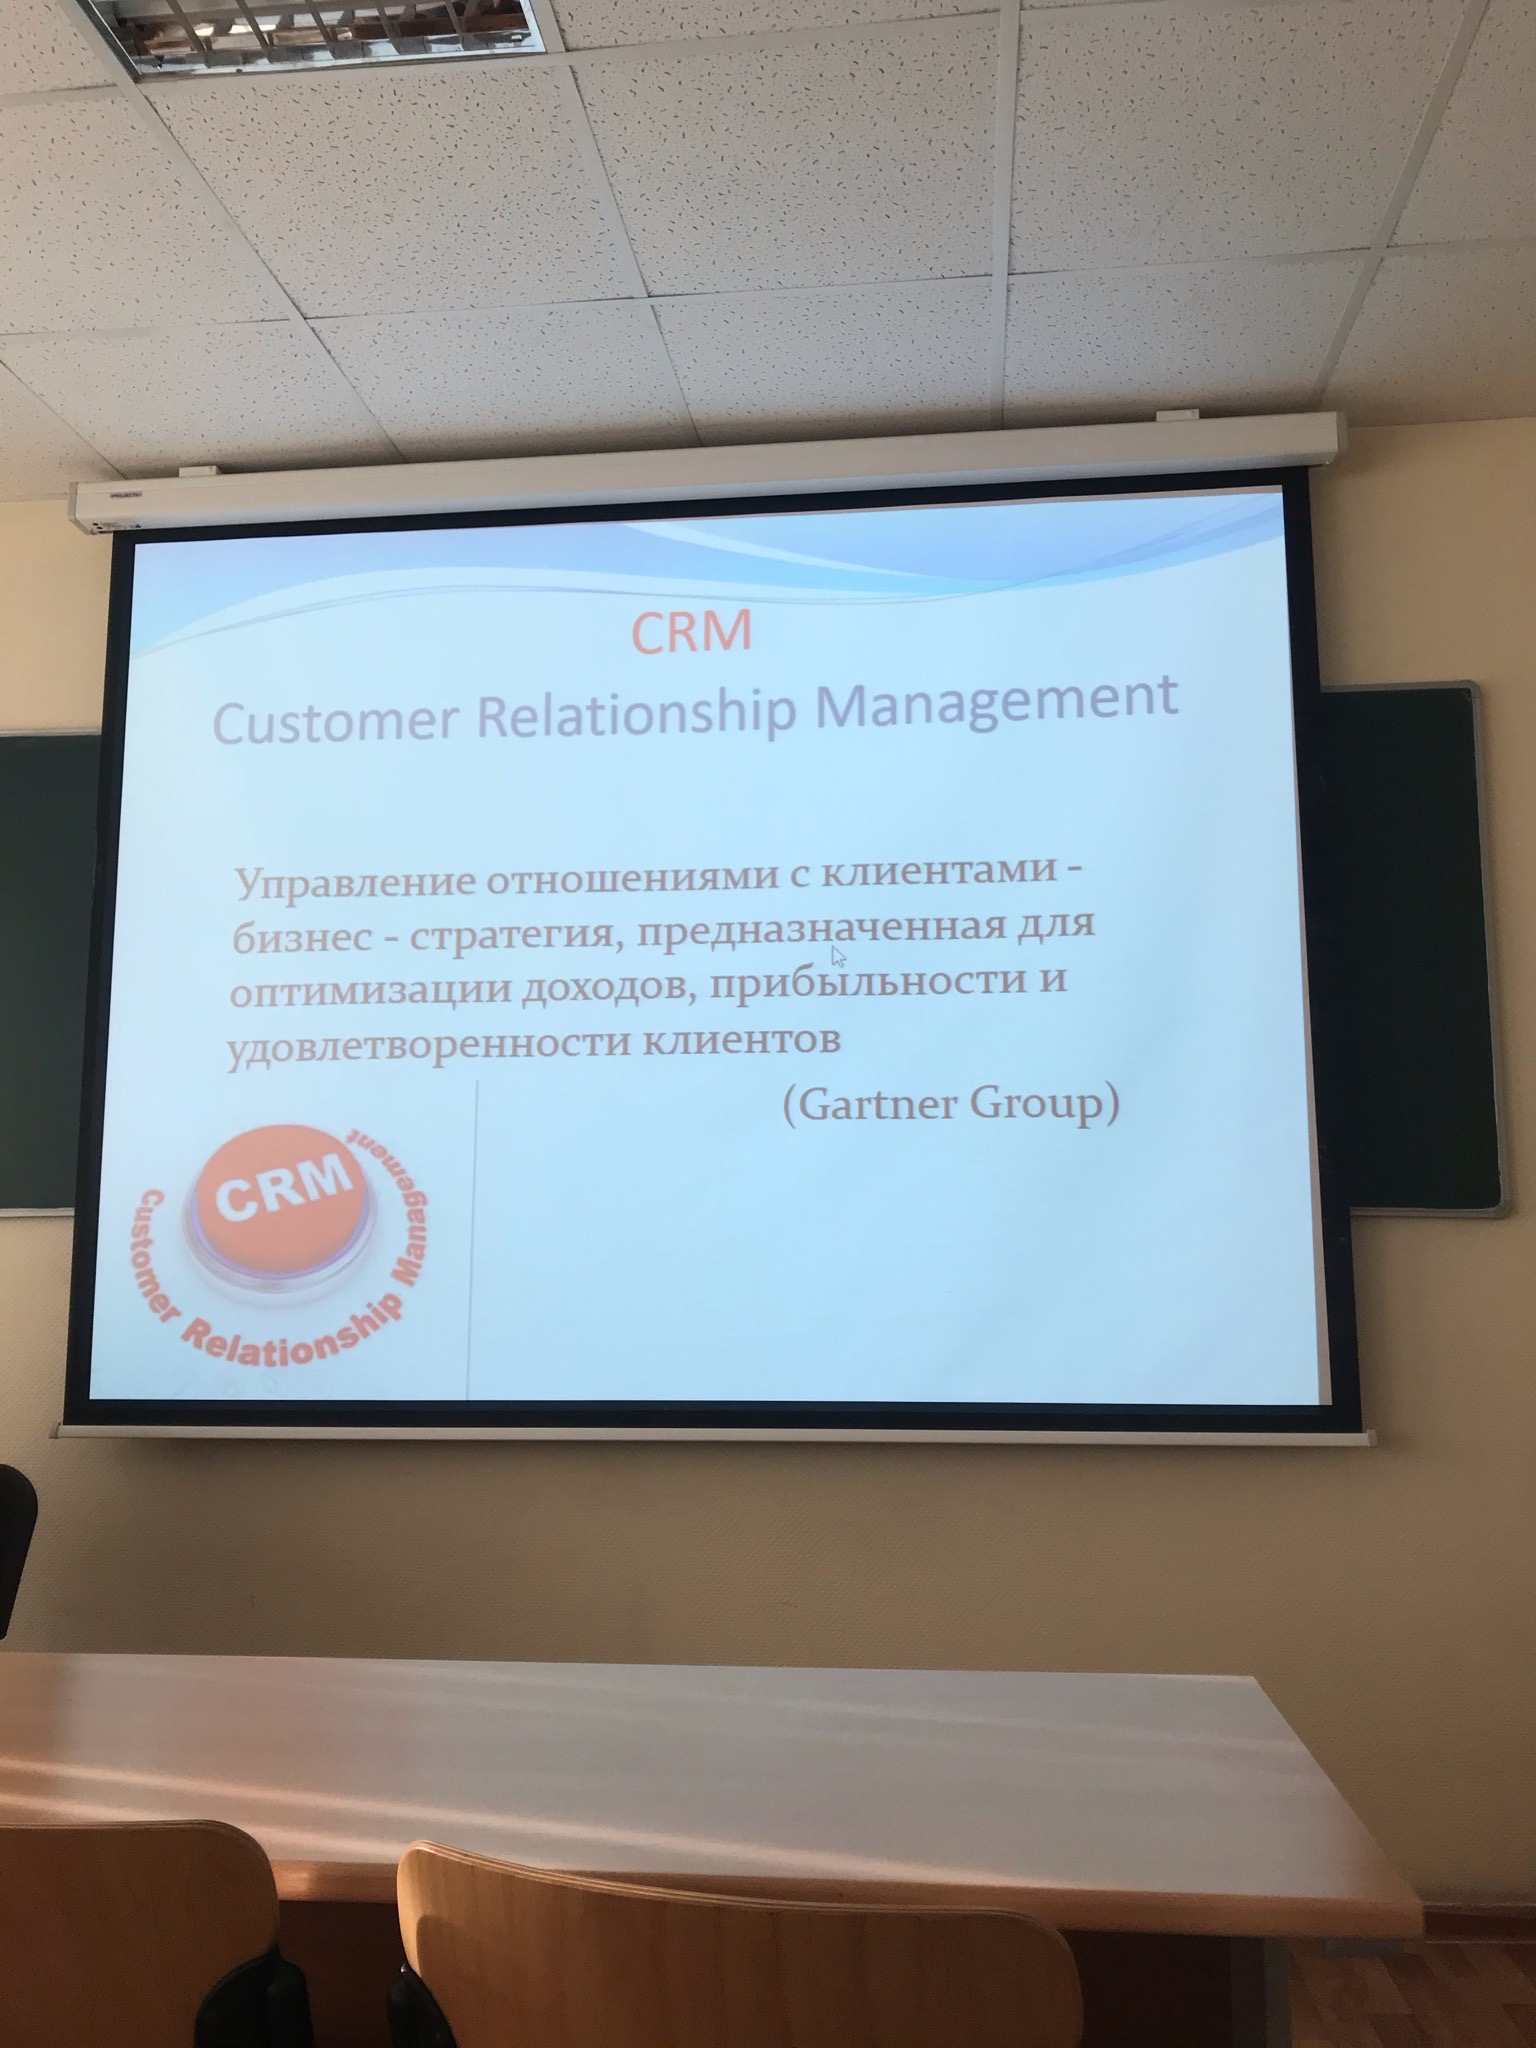 CRM
Customer Relationship Management
Управление отношениями с клиентами -
бизнес - стратегия, предназначенная для
оптимизации доходов, прибыльности и
удовлетворенности клиентов
(Gartner Group)
CRM
Customer Relationship Management